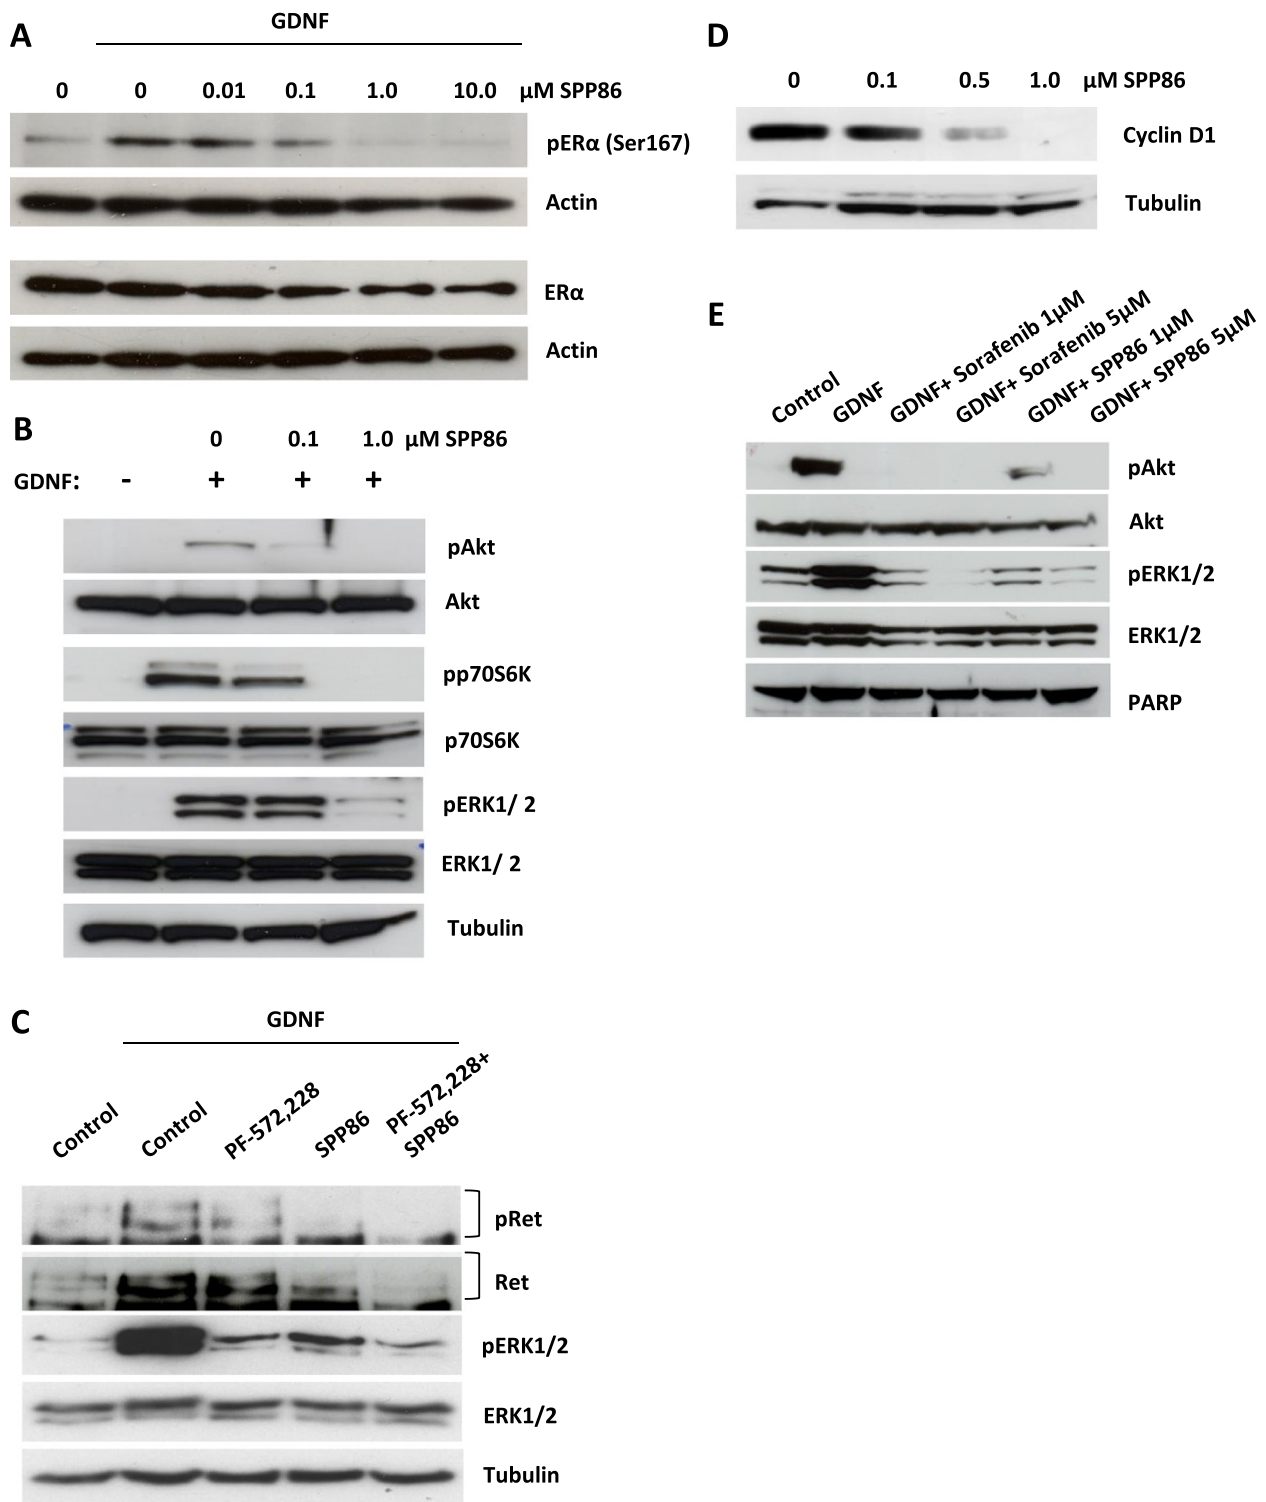 A
GDNF
0 0 0.01 0.1 1.0 10.0 µM SPP86
pERα (Ser167)
Actin
ERα
Actin
B
0 0.1 1.0 µM SPP86
GDNF: - + + +
pAkt
Akt
pp70S6K
p70S6K
pERK1/ 2
ERK1/ 2
Tubulin
C
GDNF
Control
Control
PF-572,228
SPP86
PF-572,228+
SPP86
pRet
Ret
pERK1/2
ERK1/2
Tubulin
D
0 0.1 0.5 1.0 µM SPP86
Cyclin D1
Tubulin
E
Control
GDNF
GDNF+ Sorafenib 1µM
GDNF+ Sorafenib 5µM
GDNF+ SPP86 1µM
GDNF+ SPP86 5µM
pAkt
Akt
pERK1/2
ERK1/2
PARP